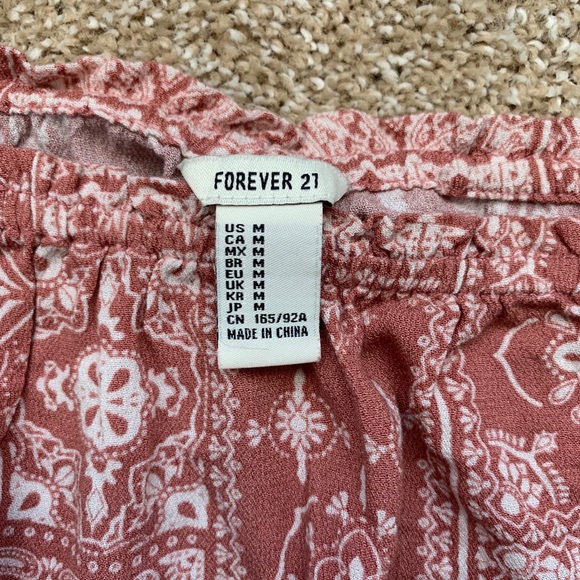 FOREVER 21
US M
CA M
MX M
BR M
EU M
UK M
KR M
JP M
CN 165/92A
MADE IN CHINA